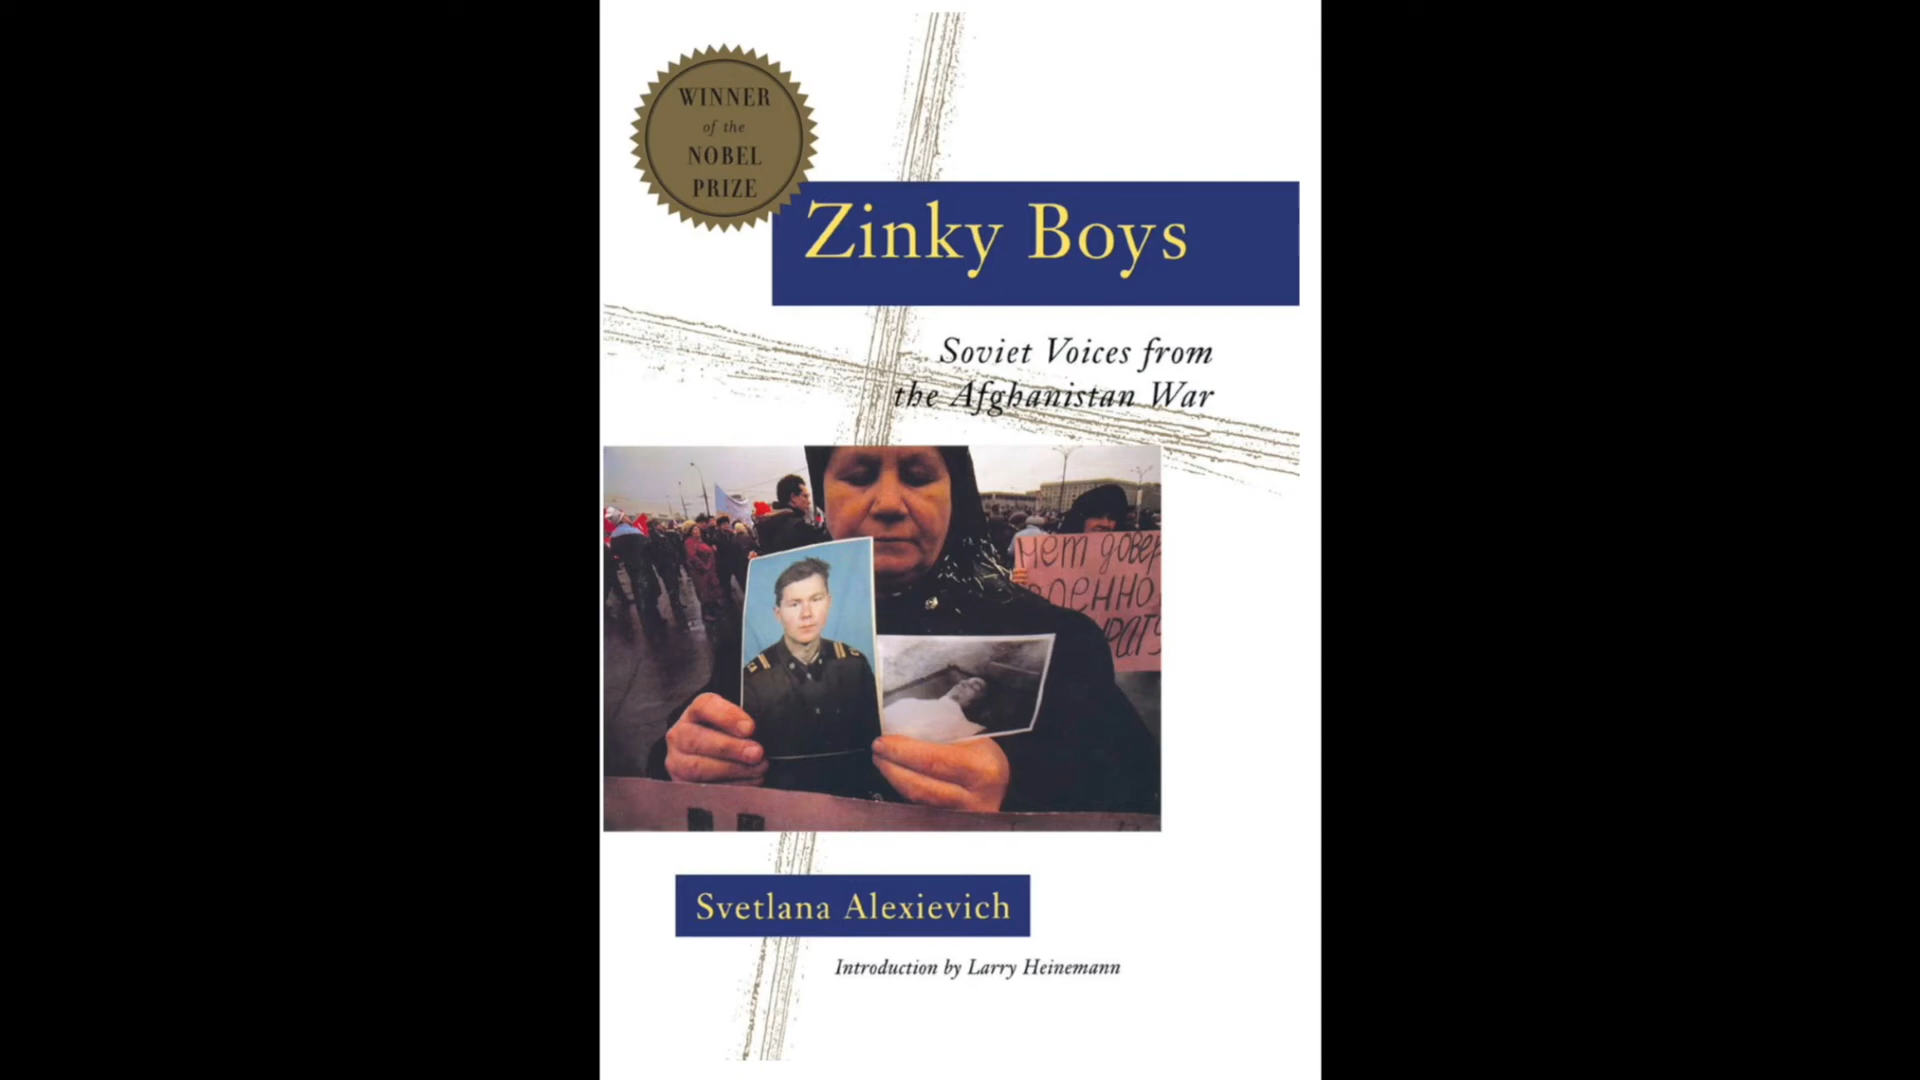 WINNER
of the
NOBEL
PRIZE
Zinky Boys
Soviet Voices from
the Afghanistan War
нет довер
военно
Svetlana Alexievich
Introduction by Larry Heinemann